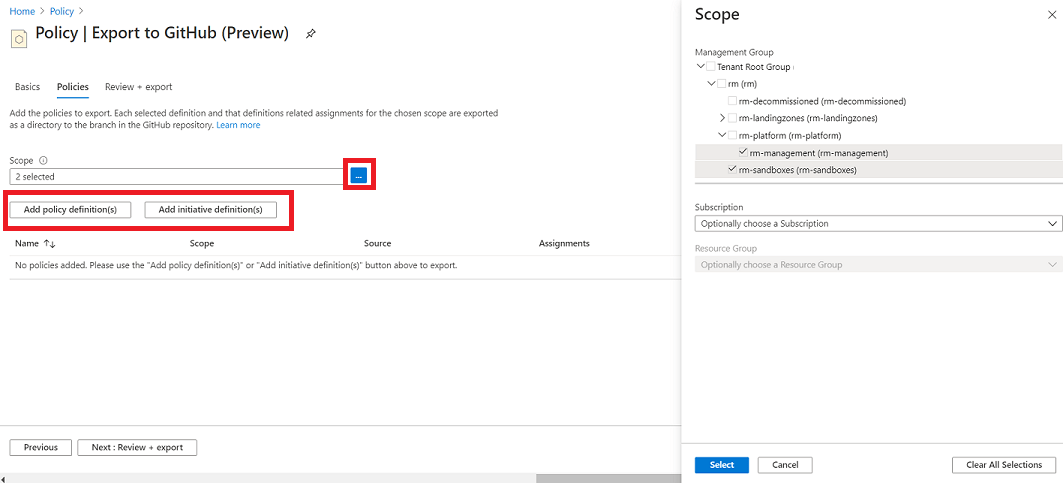 Home > Policy >
Policy | Export to GitHub (Preview)
Basics Policies Review + export
Add the policies to export. Each selected definition and that definitions related assignments for the chosen scope are exported
as a directory to the branch in the GitHub repository. Learn more
Scope
2 selected
...
Add policy definition(s) Add initiative definition(s)
Name ↑↓ Scope Source Assignments
No policies added. Please use the "Add policy definition(s)" or "Add initiative definition(s)" button above to export.
Previous Next : Review + export
Scope
Management Group
Tenant Root Group
rm (rm)
rm-decommissioned (rm-decommissioned)
rm-landingzones (rm-landingzones)
rm-platform (rm-platform)
rm-management (rm-management)
rm-sandboxes (rm-sandboxes)
Subscription
Optionally choose a Subscription
Resource Group
Optionally choose a Resource Group
Select Cancel Clear All Selections